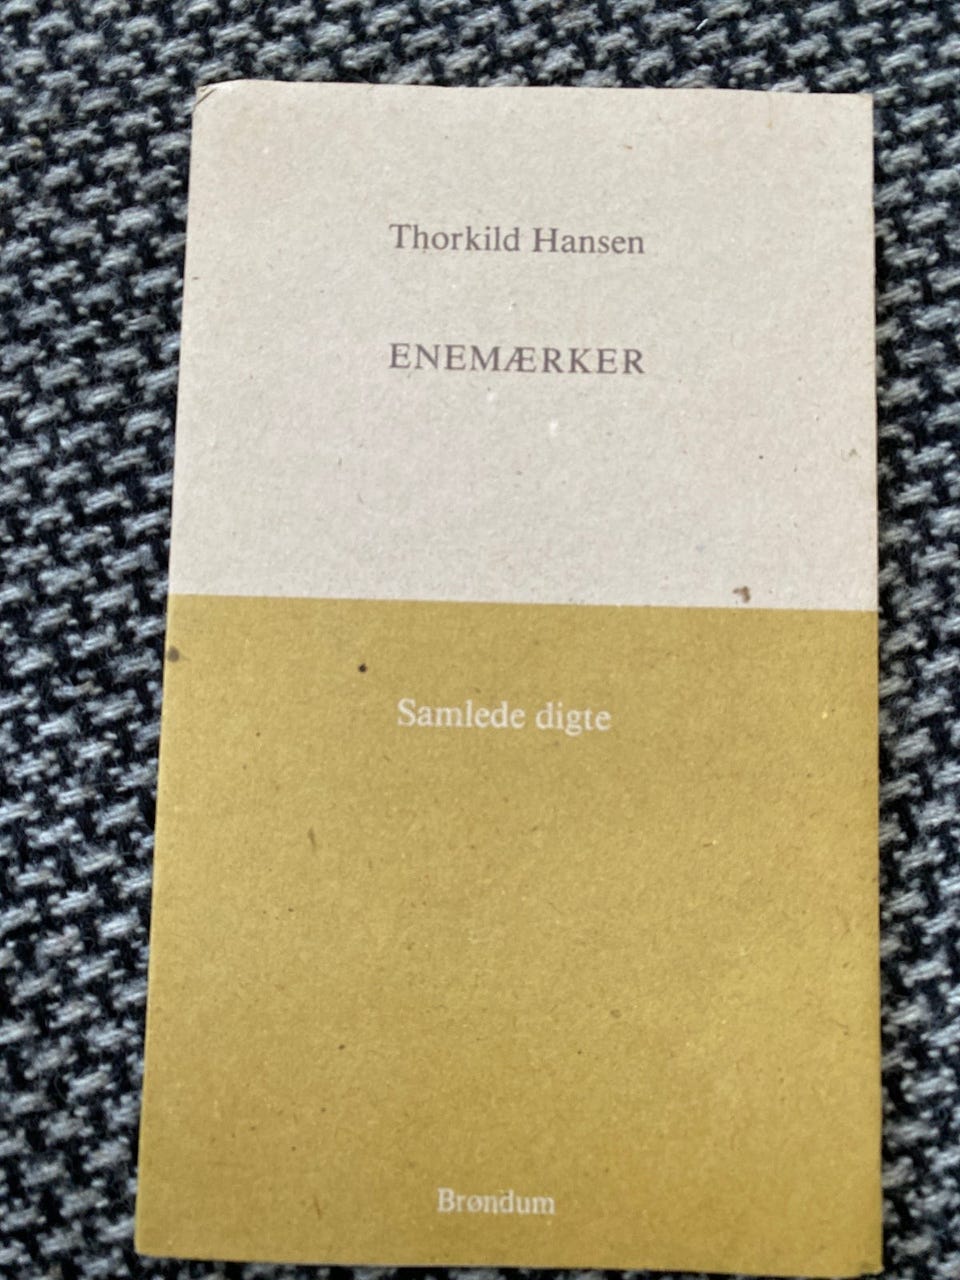 Thorkild Hansen
ENEMÆRKER
Samlede digte
Brøndum